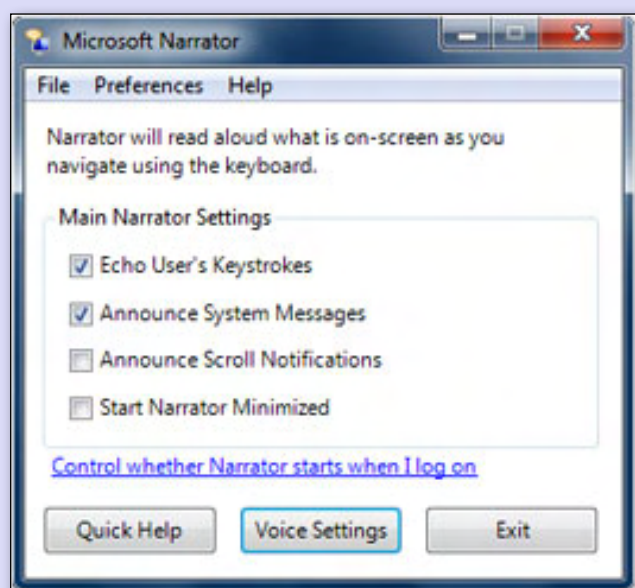 Microsoft Narrator
File Preferences Help
Narrator will read aloud what is on-screen as you
navigate using the keyboard.
Main Narrator Settings
Echo User's Keystrokes
Announce System Messages
Announce Scroll Notifications
Start Narrator Minimized
Control whether Narrator starts when I log on
Quick Help Voice Settings Exit